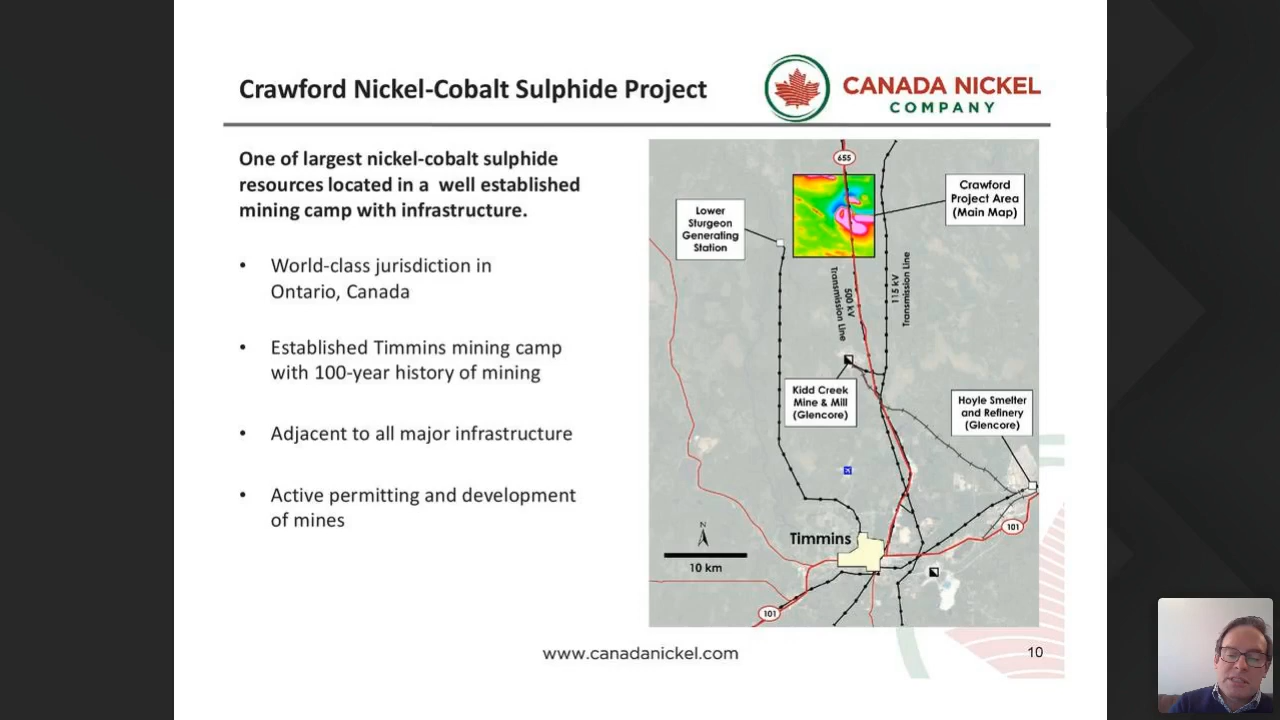 Crawford Nickel-Cobalt Sulphide Project
CANADA NICKEL
COMPANY
One of largest nickel-cobalt sulphide
resources located in a well established
mining camp with infrastructure.
• World-class jurisdiction in
Ontario, Canada
• Established Timmins mining camp
with 100-year history of mining
• Adjacent to all major infrastructure
• Active permitting and development
of mines
655
Crawford
Project Area
(Main Map)
Lower
Sturgeon
Generating
Station
500 kV
Transmission Line
115 kV
Transmission Line
Kidd Creek
Mine & Mill
(Glencore)
Hoyle Smelter
and Refinery
(Glencore)
N
10 km
Timmins
101
101
www.canadanickel.com
10